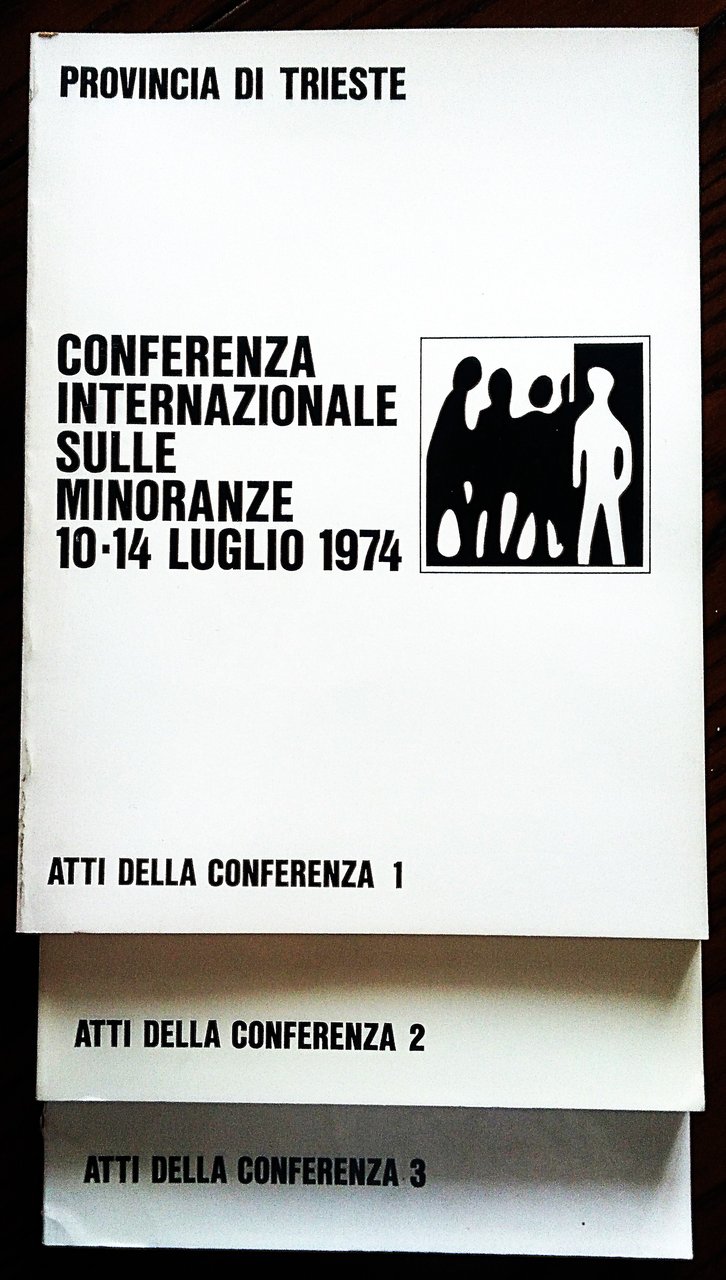 PROVINCIA DI TRIESTE
CONFERENZA
INTERNAZIONALE
SULLE
MINORANZE
10-14 LUGLIO 1974
ATTI DELLA CONFERENZA 1
ATTI DELLA CONFERENZA 2
ATTI DELLA CONFERENZA 3